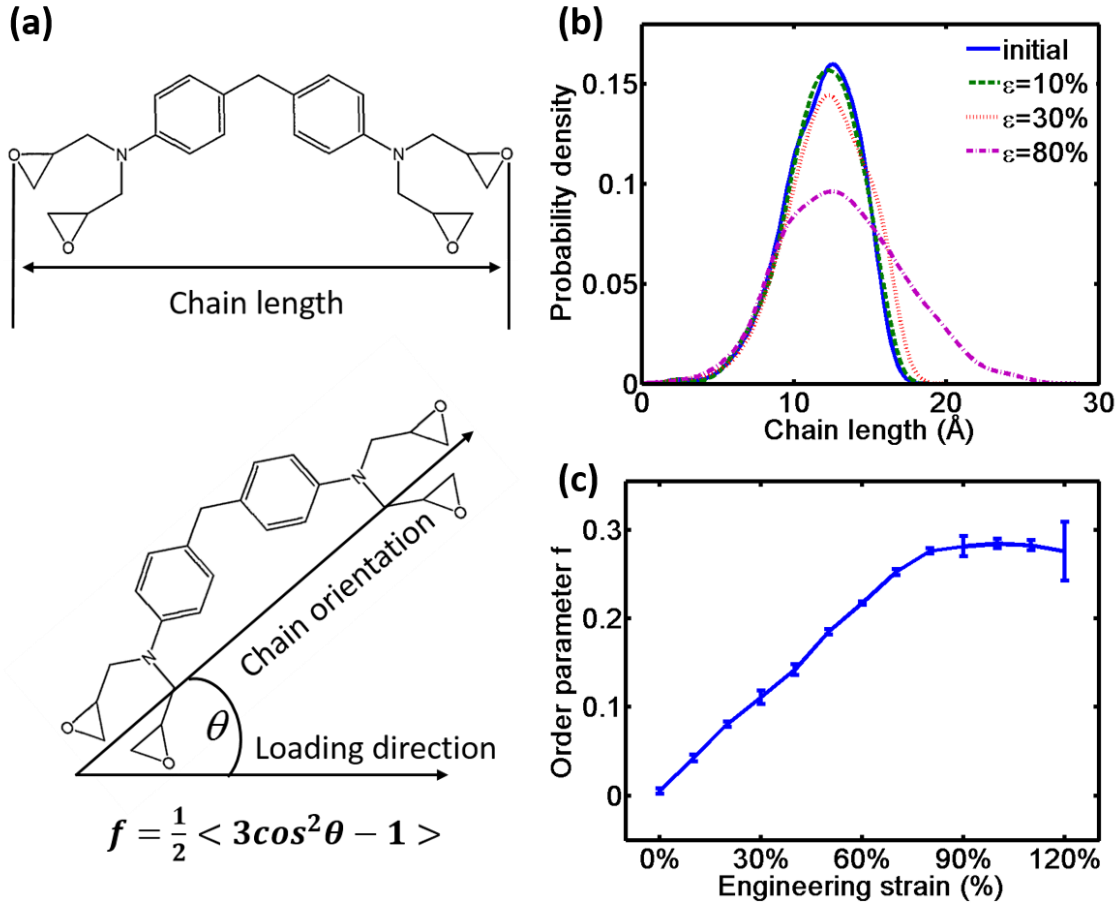 (a)
O
N
N
O
O
O
Chain length
O
N
O
Chain orientation
N
O
O
θ
Loading direction
f = 1/2 < 3cos²θ − 1 >
(b)
Probability density
0.15
0.1
0.05
0
0
10
20
30
Chain length (Å)
initial
ε=10%
ε=30%
ε=80%
(c)
Order parameter f
0.3
0.2
0.1
0
0%
30%
60%
90%
120%
Engineering strain (%)